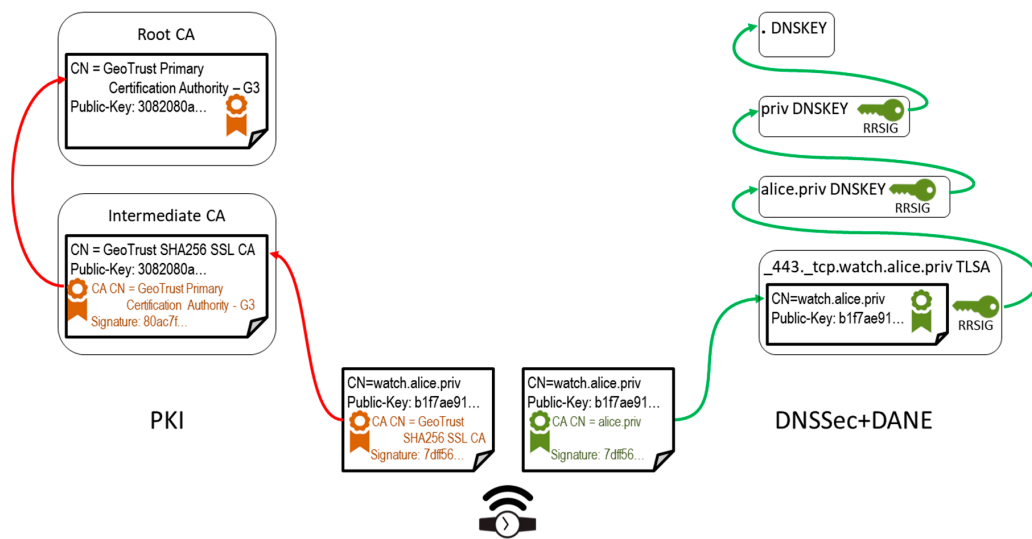 Root CA
CN = GeoTrust Primary
Certification Authority – G3
Public-Key: 3082080a...
Intermediate CA
CN = GeoTrust SHA256 SSL CA
Public-Key: 3082080a...
CA CN = GeoTrust Primary
Certification Authority - G3
Signature: 80ac7f...
PKI
CN=watch.alice.priv
Public-Key: b1f7ae91...
CA CN = GeoTrust
SHA256 SSL CA
Signature: 7dff56...
CN=watch.alice.priv
Public-Key: b1f7ae91...
CA CN = alice.priv
Signature: 7dff56...
. DNSKEY
priv DNSKEY
RRSIG
alice.priv DNSKEY
RRSIG
_443._tcp.watch.alice.priv TLSA
CN=watch.alice.priv
Public-Key: b1f7ae91...
RRSIG
DNSSec+DANE